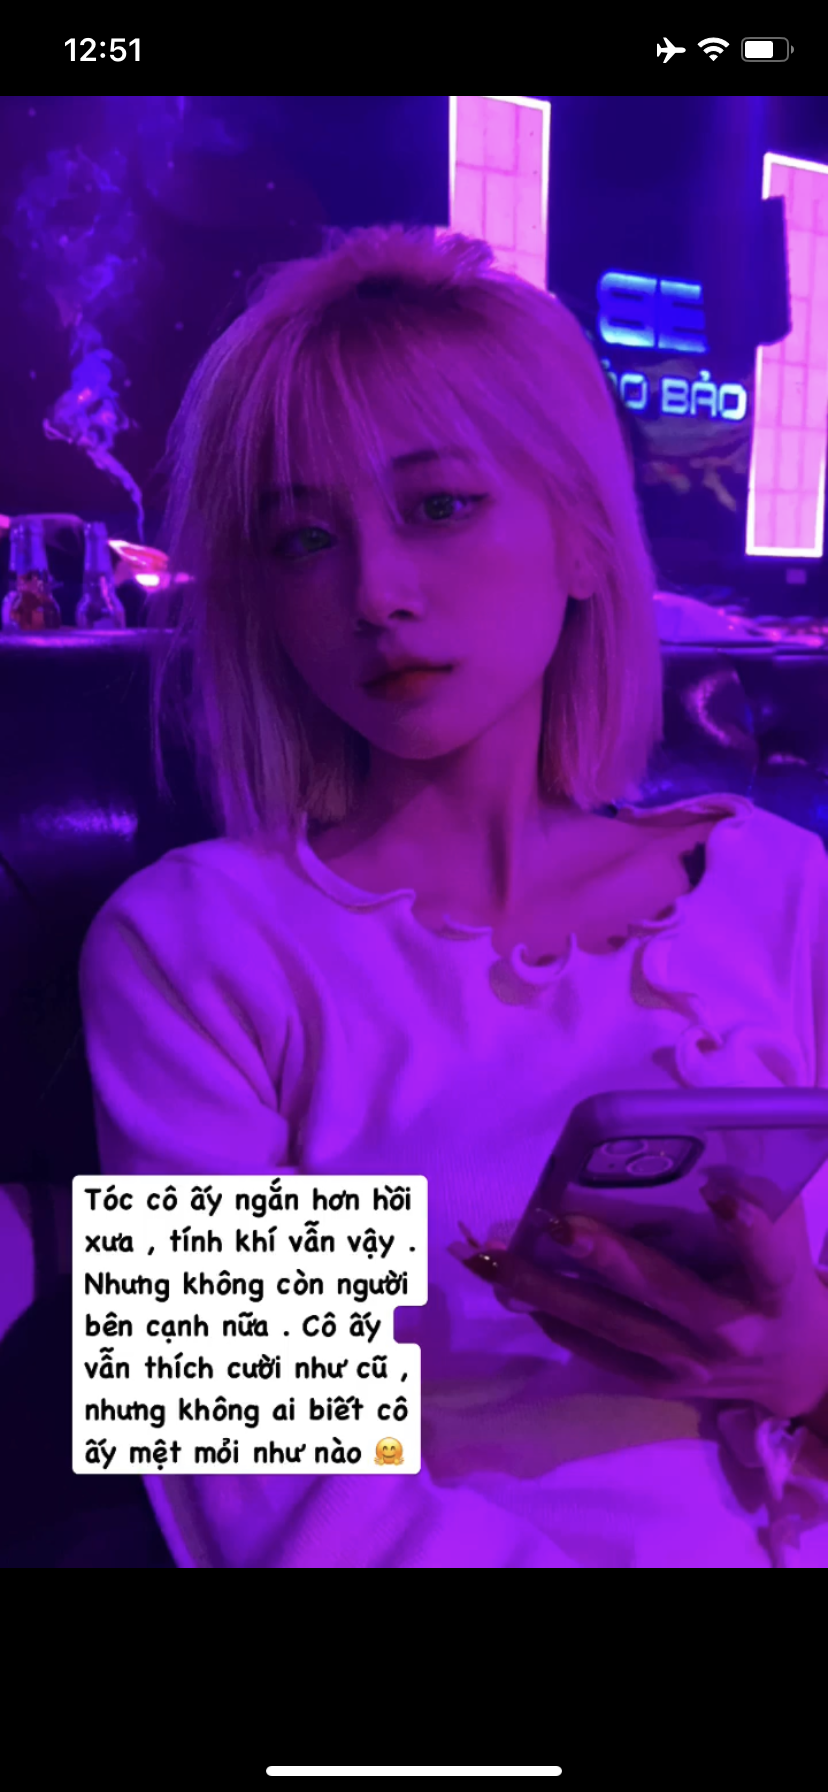 12:51
BẢO
Tóc cô ấy ngắn hơn hồi
xưa , tính khí vẫn vậy .
Nhưng không còn người
bên cạnh nữa . Cô ấy
vẫn thích cười như cũ ,
nhưng không ai biết cô
ấy mệt mỏi như nào 🤗